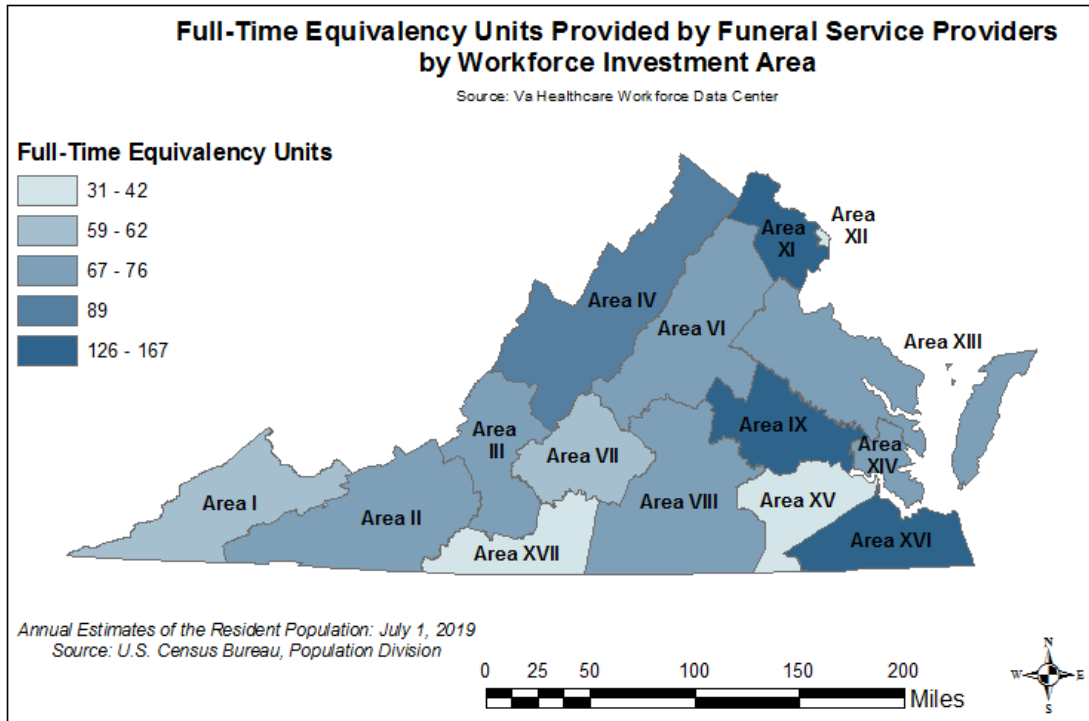 Full-Time Equivalency Units Provided by Funeral Service Providers
by Workforce Investment Area
Source: Va Healthcare Workforce Data Center
Full-Time Equivalency Units
31 - 42
59 - 62
67 - 76
89
126 - 167
Area
XII
Area
XI
Area IV
Area VI
Area XIII
Area
III
Area IX
Area VII
Area
XIV
Area I
Area II
Area VIII
Area XV
Area XVII
Area XVI
Annual Estimates of the Resident Population: July 1, 2019
Source: U.S. Census Bureau, Population Division
0 25 50 100 150 200
Miles
N
W E
S